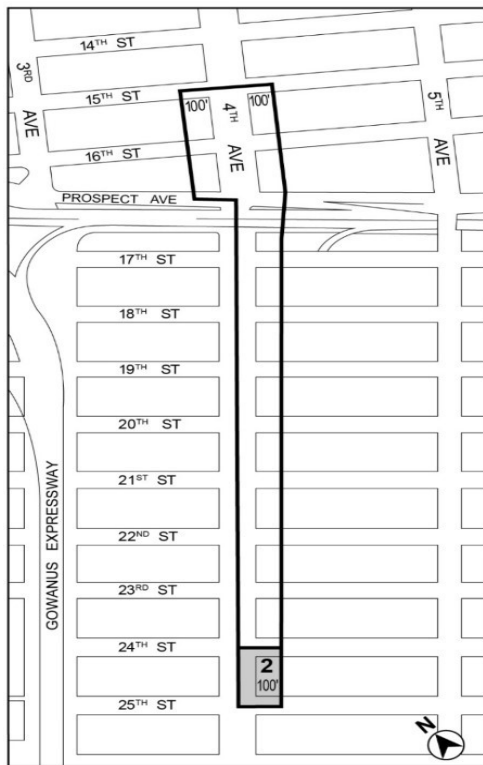 14TH ST
3RD
AVE
15TH ST
100'
4TH
AVE
100'
5TH
AVE
16TH ST
PROSPECT AVE
17TH ST
18TH ST
19TH ST
20TH ST
21ST ST
GOWANUS EXPRESSWAY
22ND ST
23RD ST
24TH ST
2
100'
25TH ST
N